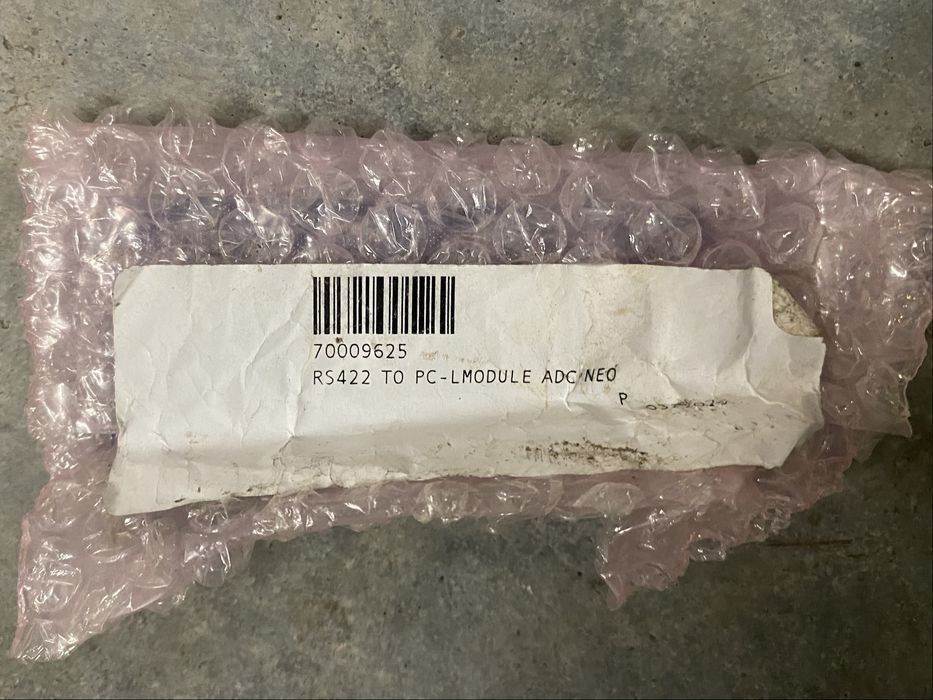 70009625
RS422 TO PC-LMODULE ADC NEO
P